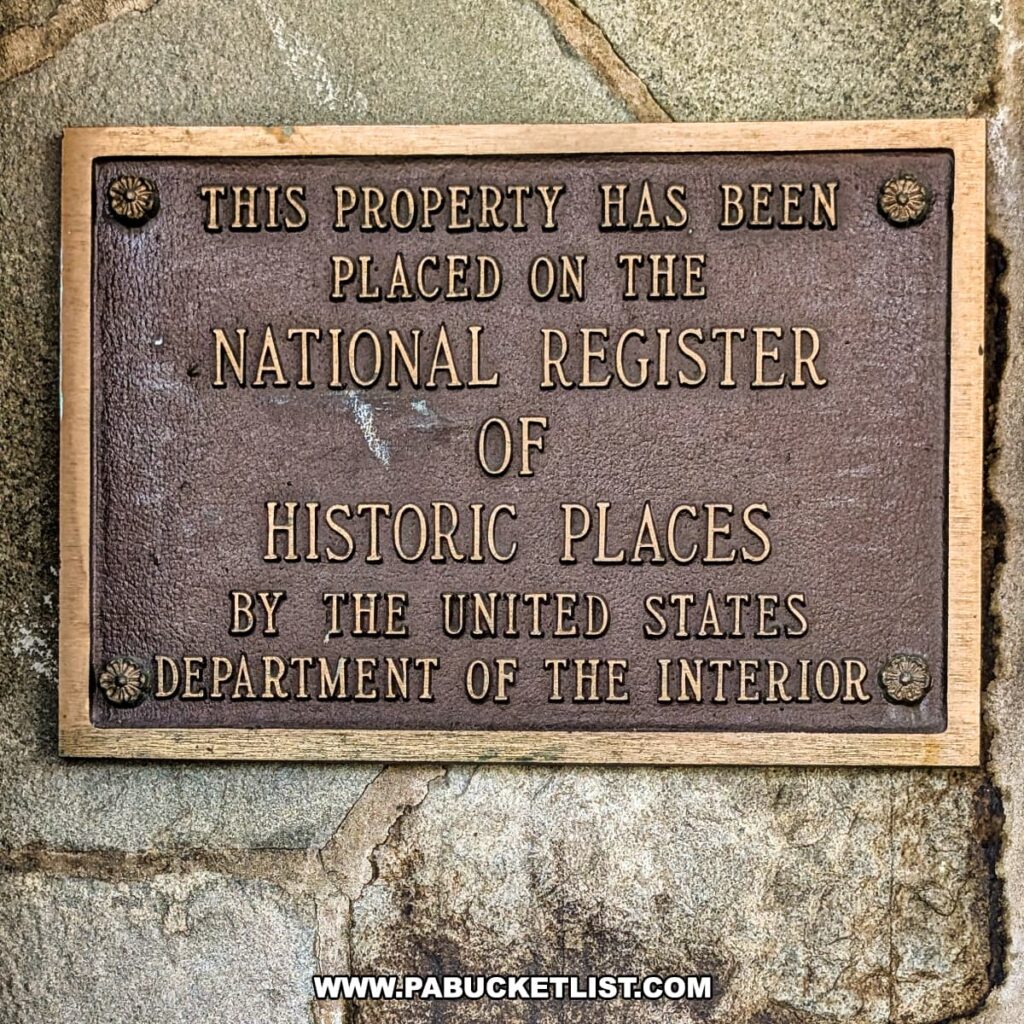 THIS PROPERTY HAS BEEN
PLACED ON THE
NATIONAL REGISTER
OF
HISTORIC PLACES
BY THE UNITED STATES
DEPARTMENT OF THE INTERIOR
WWW.PABUCKETLIST.COM